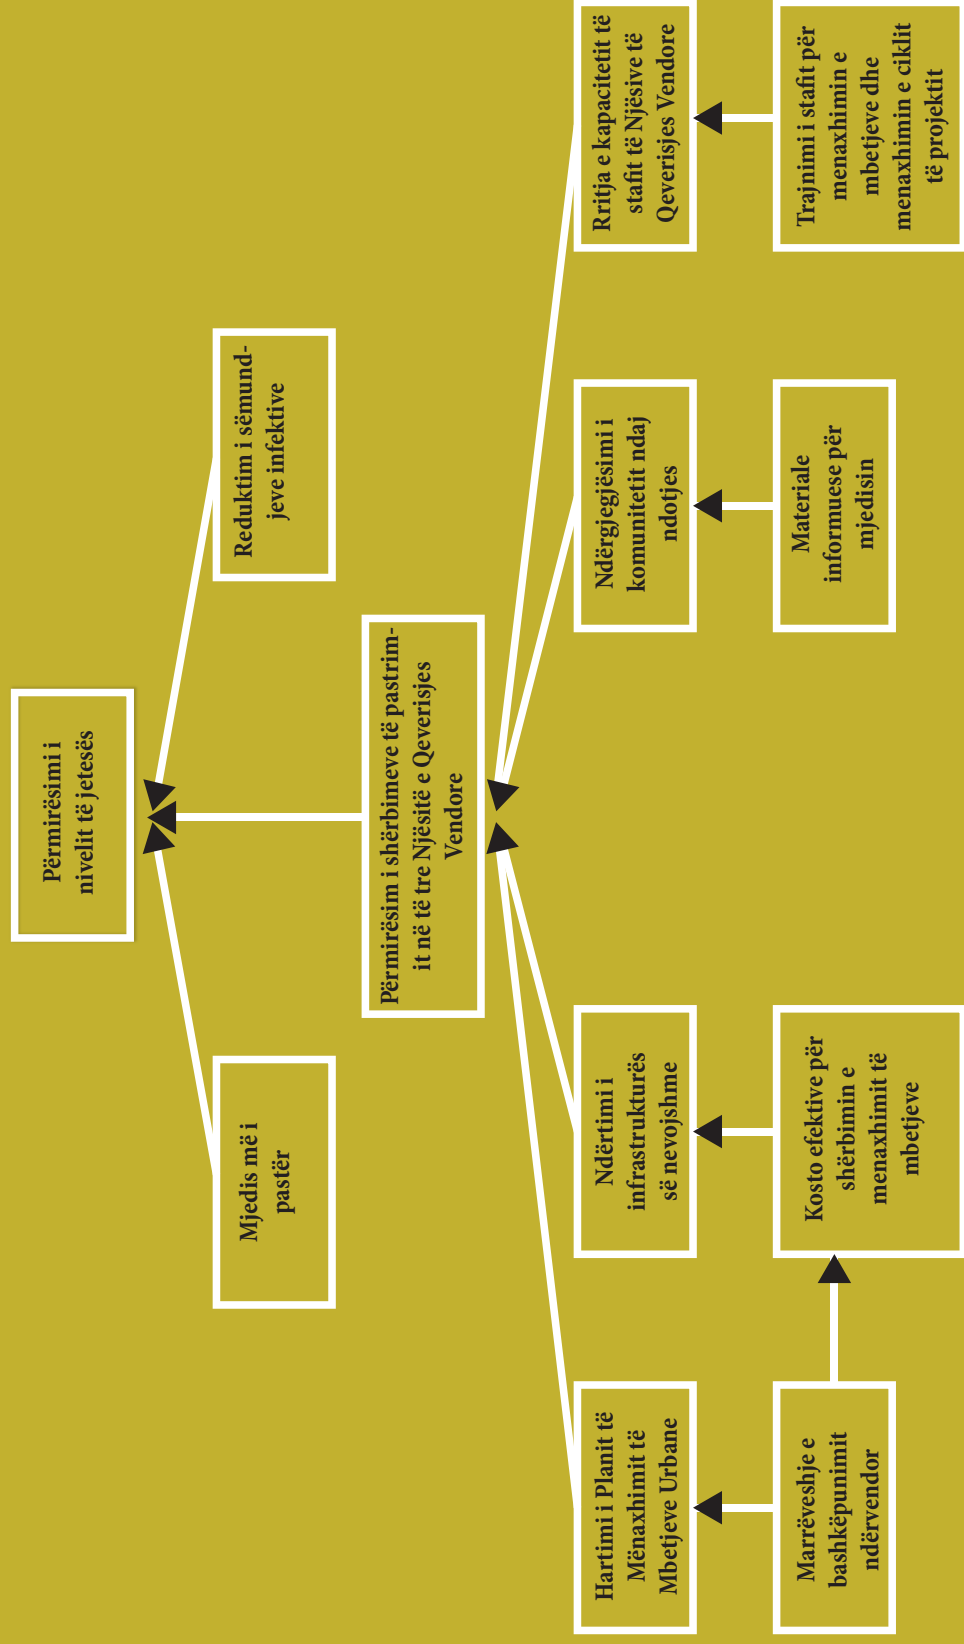 Përmirësimi i
nivelit të jetesës
Mjedis më i
pastër
Reduktim i sëmund-
jeve infektive
Përmirësim i shërbimeve të pastrim-
it në të tre Njësitë e Qeverisjes
Vendore
Hartimi i Planit të
Mënaxhimit të
Mbetjeve Urbane
Ndërtimi i
infrastrukturës
së nevojshme
Ndërgjegjësimi i
komunitetit ndaj
ndotjes
Rritja e kapacitetit të
stafit të Njësive të
Qeverisjes Vendore
Marrëveshje e
bashkëpunimit
ndërvendor
Kosto efektive për
shërbimin e
menaxhimit të
mbetjeve
Materiale
informuese për
mjedisin
Trajnimi i stafit për
menaxhimin e
mbetjeve dhe
menaxhimin e ciklit
të projektit